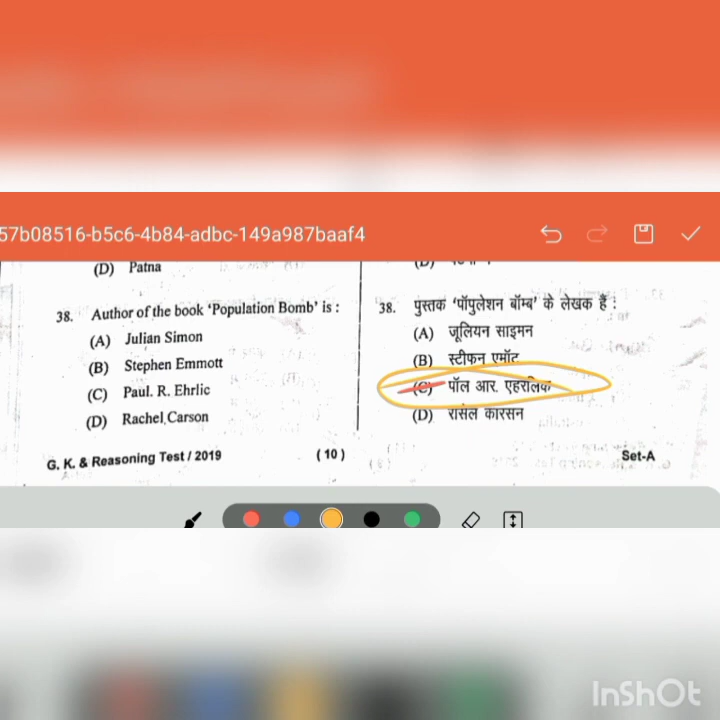 57b08516-b5c6-4b84-adbc-149a987baaf4
(D) Patna
38. Author of the book ‘Population Bomb’ is :
(A) Julian Simon
(B) Stephen Emmott
(C) Paul. R. Ehrlic
(D) Rachel Carson
(D)
38. पुस्तक ‘पॉपुलेशन बॉम्ब’ के लेखक हैं :
(A) जूलियन साइमन
(B) स्टीफन एमॉट
(C) पॉल आर. एहरलिक
(D) रासेल कारसन
G. K. & Reasoning Test / 2019 (10) Set-A
InShOt